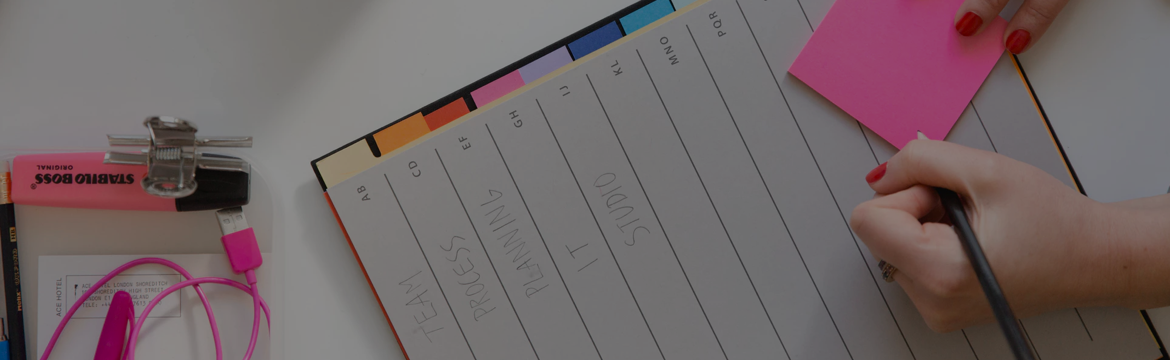 AB
CD
EF
GH
IJ
KL
MNO
PQR
TEAM
PROCESS
PLANNING
IT
STUDIO
STABILO BOSS®
ORIGINAL
ACE HOTEL